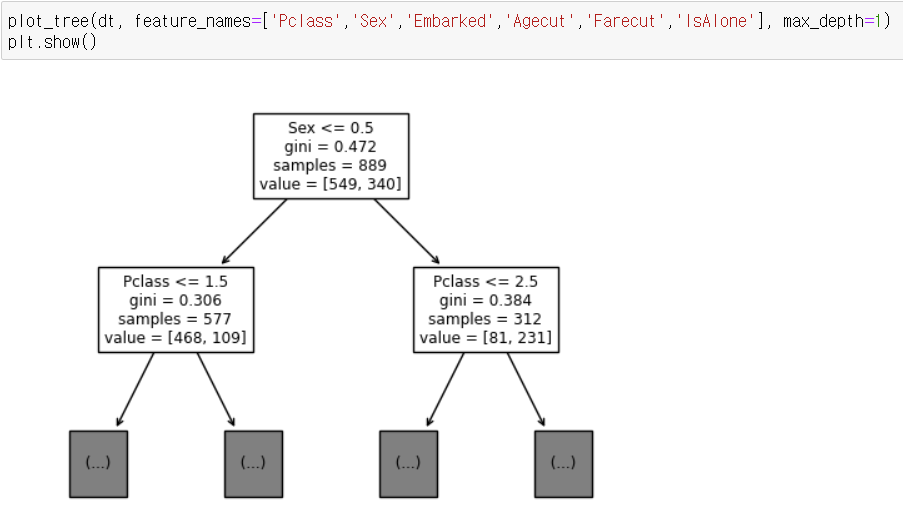 plot_tree(dt, feature_names=['Pclass','Sex','Embarked','Agecut','Farecut','IsAlone'], max_depth=1)
plt.show()
Sex <= 0.5
gini = 0.472
samples = 889
value = [549, 340]
Pclass <= 1.5
gini = 0.306
samples = 577
value = [468, 109]
Pclass <= 2.5
gini = 0.384
samples = 312
value = [81, 231]
(...)
(...)
(...)
(...)